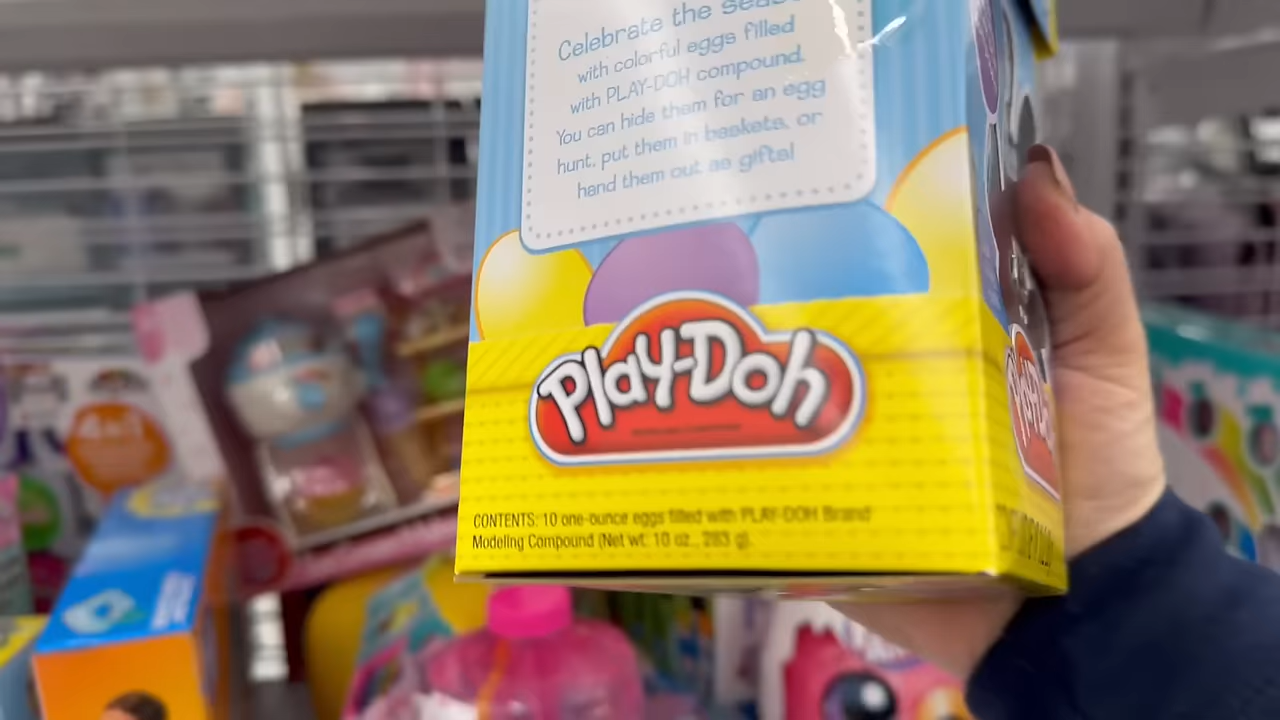 Celebrate the Seas
with colorful eggs filled
with PLAY-DOH compound.
You can hide them for an egg
hunt, put them in baskets, or
hand them out as gifts!
Play-Doh
CONTENTS: 10 one-ounce eggs filled with PLAY-DOH Brand
Modeling Compound (Net wt. 10 oz., 283 g).